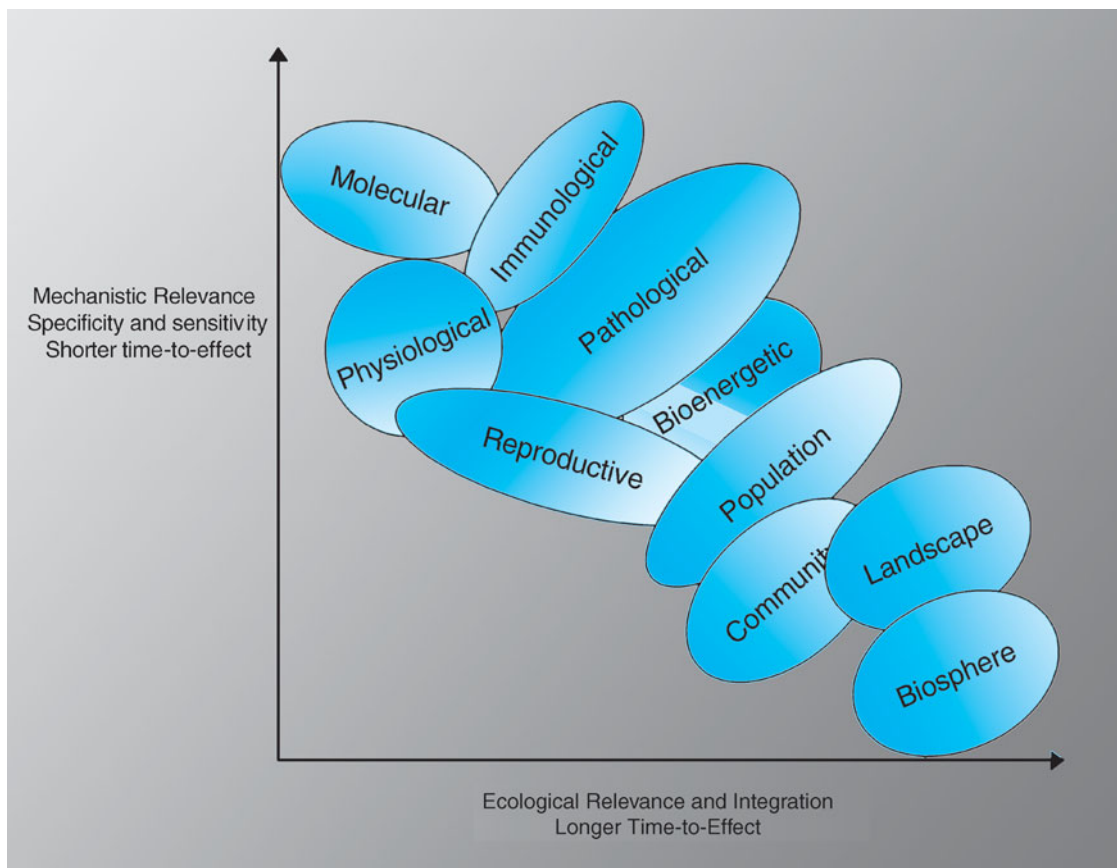 Molecular
Immunological
Pathological
Mechanistic Relevance
Specificity and sensitivity
Shorter time-to-effect
Physiological
Bioenergetic
Reproductive
Population
Community
Landscape
Biosphere
Ecological Relevance and Integration
Longer Time-to-Effect